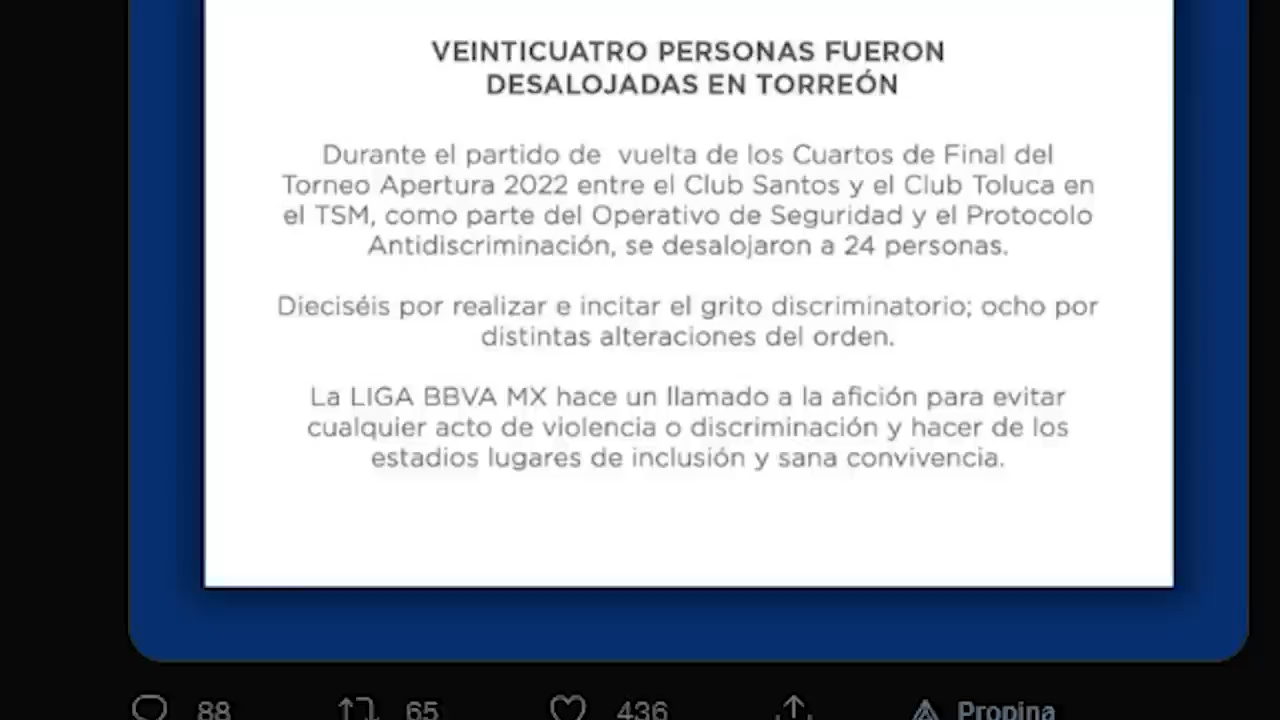 VEINTICUATRO PERSONAS FUERON
DESALOJADAS EN TORREÓN
Durante el partido de vuelta de los Cuartos de Final del
Torneo Apertura 2022 entre el Club Santos y el Club Toluca en
el TSM, como parte del Operativo de Seguridad y el Protocolo
Antidiscriminación, se desalojaron a 24 personas.
Dieciséis por realizar e incitar el grito discriminatorio; ocho por
distintas alteraciones del orden.
La LIGA BBVA MX hace un llamado a la afición para evitar
cualquier acto de violencia o discriminación y hacer de los
estadios lugares de inclusión y sana convivencia.
88 65 436 Propina